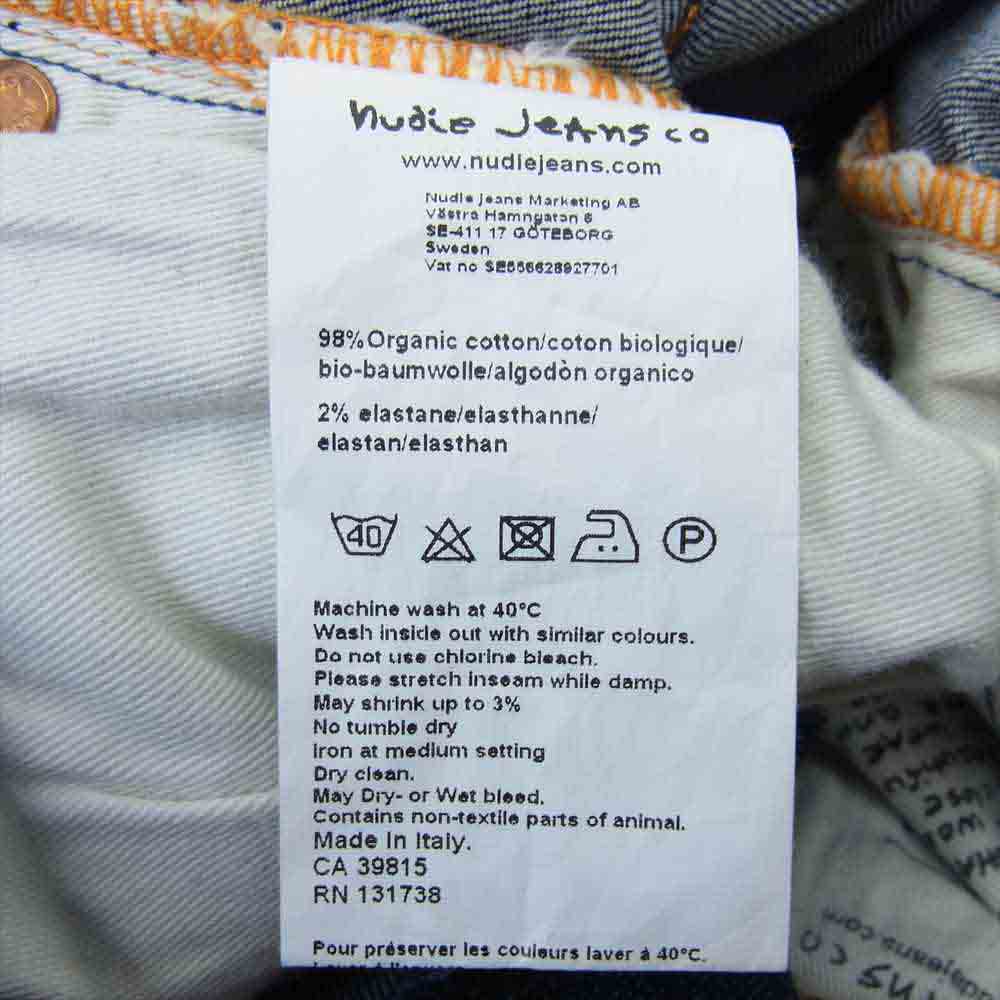 nudie Jeans co
www.nudiejeans.com
Nudie Jeans Marketing AB
Västra Hamngatan 6
SE-411 17 GÖTEBORG
Sweden
Vat no SE556628927701
98%Organic cotton/coton biologique/
bio-baumwolle/algodòn organico
2% elastane/elasthanne/
elastan/elasthan
40
P
Machine wash at 40°C
Wash inside out with similar colours.
Do not use chlorine bleach.
Please stretch inseam while damp.
May shrink up to 3%
No tumble dry
Iron at medium setting
Dry clean.
May Dry- or Wet bleed.
Contains non-textile parts of animal.
Made in Italy.
CA 39815
RN 131738
Pour préserver les couleurs laver à 40°C.